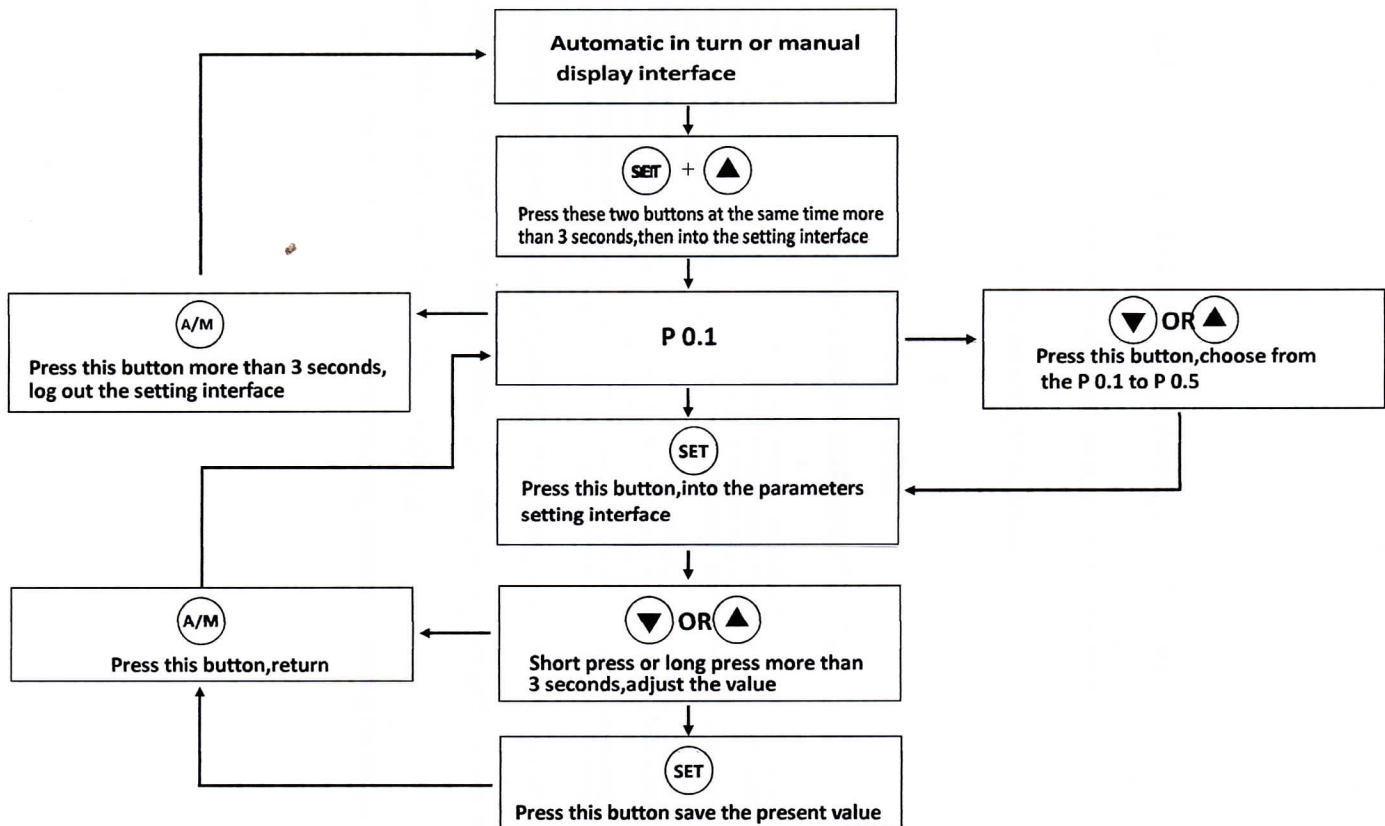 Automatic in turn or manual
display interface
SET + ▲
Press these two buttons at the same time more
than 3 seconds,then into the setting interface
A/M
Press this button more than 3 seconds,
log out the setting interface
P 0.1
▼ OR ▲
Press this button,choose from
the P 0.1 to P 0.5
SET
Press this button,into the parameters
setting interface
A/M
Press this button,return
▼ OR ▲
Short press or long press more than
3 seconds,adjust the value
SET
Press this button save the present value